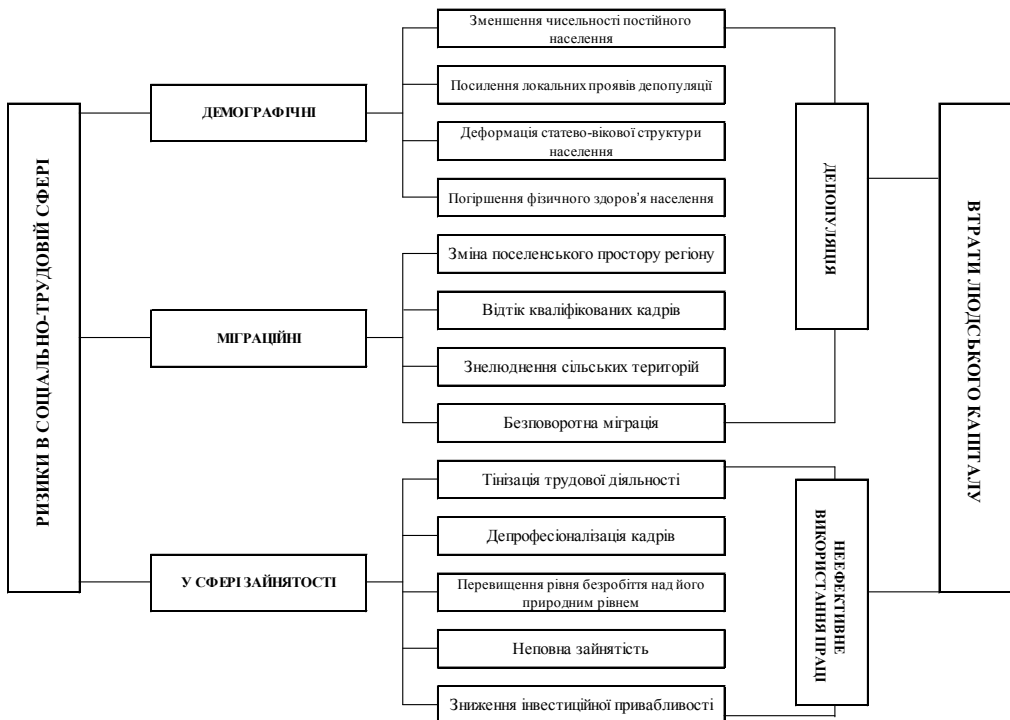 РИЗИКИ В СОЦІАЛЬНО-ТРУДОВІЙ СФЕРІ
ДЕМОГРАФІЧНІ
Зменшення чисельності постійного
населення
Посилення локальних проявів депопуляції
Деформація статево-вікової структури
населення
Погіршення фізичного здоров'я населення
МІГРАЦІЙНІ
Зміна поселенського простору регіону
Відтік кваліфікованих кадрів
Знелюднення сільських територій
Безповоротна міграція
У СФЕРІ ЗАЙНЯТОСТІ
Тінізація трудової діяльності
Депрофесіоналізація кадрів
Перевищення рівня безробіття над його
природним рівнем
Неповна зайнятість
Зниження інвестиційної привабливості
ДЕПОПУЛЯЦІЯ
НЕЕФЕКТИВНЕ
ВИКОРИСТАННЯ ПРАЦІ
ВТРАТИ ЛЮДСЬКОГО КАПІТАЛУ